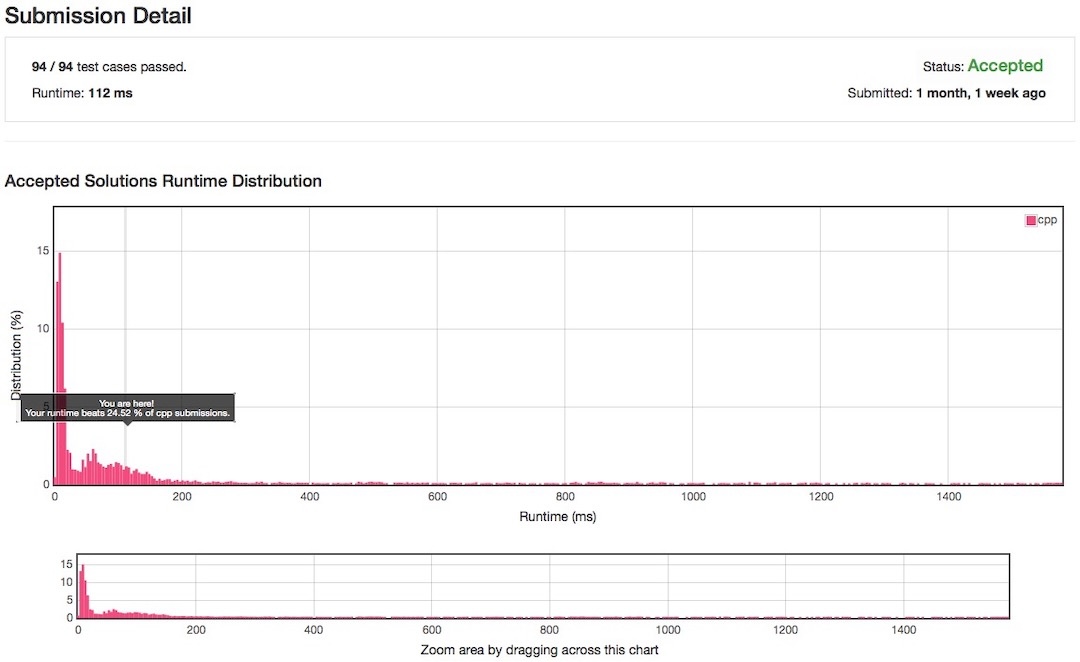 Submission Detail
94 / 94 test cases passed.
Status: Accepted
Runtime: 112 ms
Submitted: 1 month, 1 week ago
Accepted Solutions Runtime Distribution
cpp
15
10
5
0
Distribution (%)
You are here!
Your runtime beats 24.52 % of cpp submissions.
0 200 400 600 800 1000 1200 1400
Runtime (ms)
15
10
5
0
0 200 400 600 800 1000 1200 1400
Zoom area by dragging across this chart